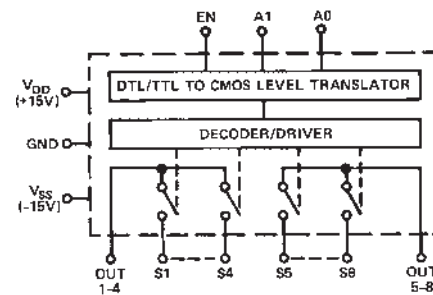 EN A1 A0
DTL/TTL TO CMOS LEVEL TRANSLATOR
VDD
(+15V)
DECODER/DRIVER
GND
VSS
(-15V)
OUT
1-4
S1 S4 S5 S8
OUT
5-8